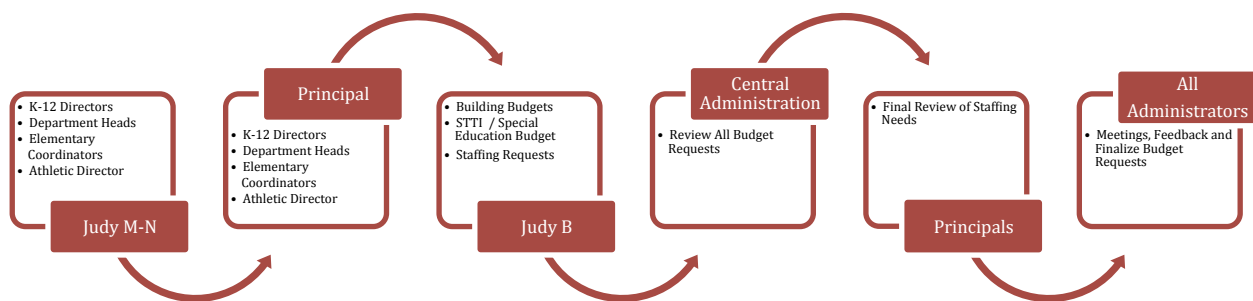 • K-12 Directors
• Department Heads
• Elementary
Coordinators
• Athletic Director
Judy M-N
Principal
• K-12 Directors
• Department Heads
• Elementary
Coordinators
• Athletic Director
• Building Budgets
• STTI / Special
Education Budget
• Staffing Requests
Judy B
Central
Administration
• Review All Budget
Requests
• Final Review of Staffing
Needs
Principals
All
Administrators
• Meetings, Feedback and
Finalize Budget
Requests